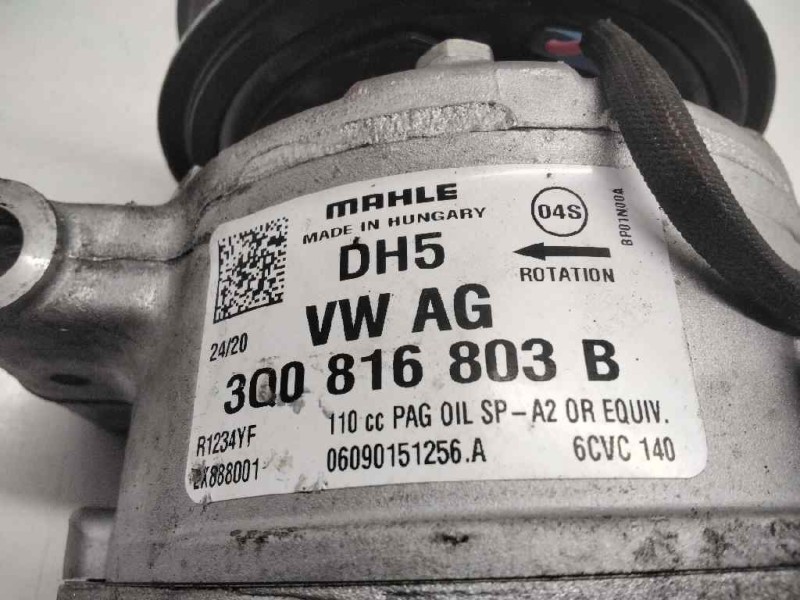 MAHLE
MADE IN HUNGARY
04S
BP01N00A
DH5
ROTATION
24/20
VW AG
3Q0 816 803 B
R1234YF
110 cc PAG OIL SP-A2 OR EQUIV.
06090151256.A
6CVC 140